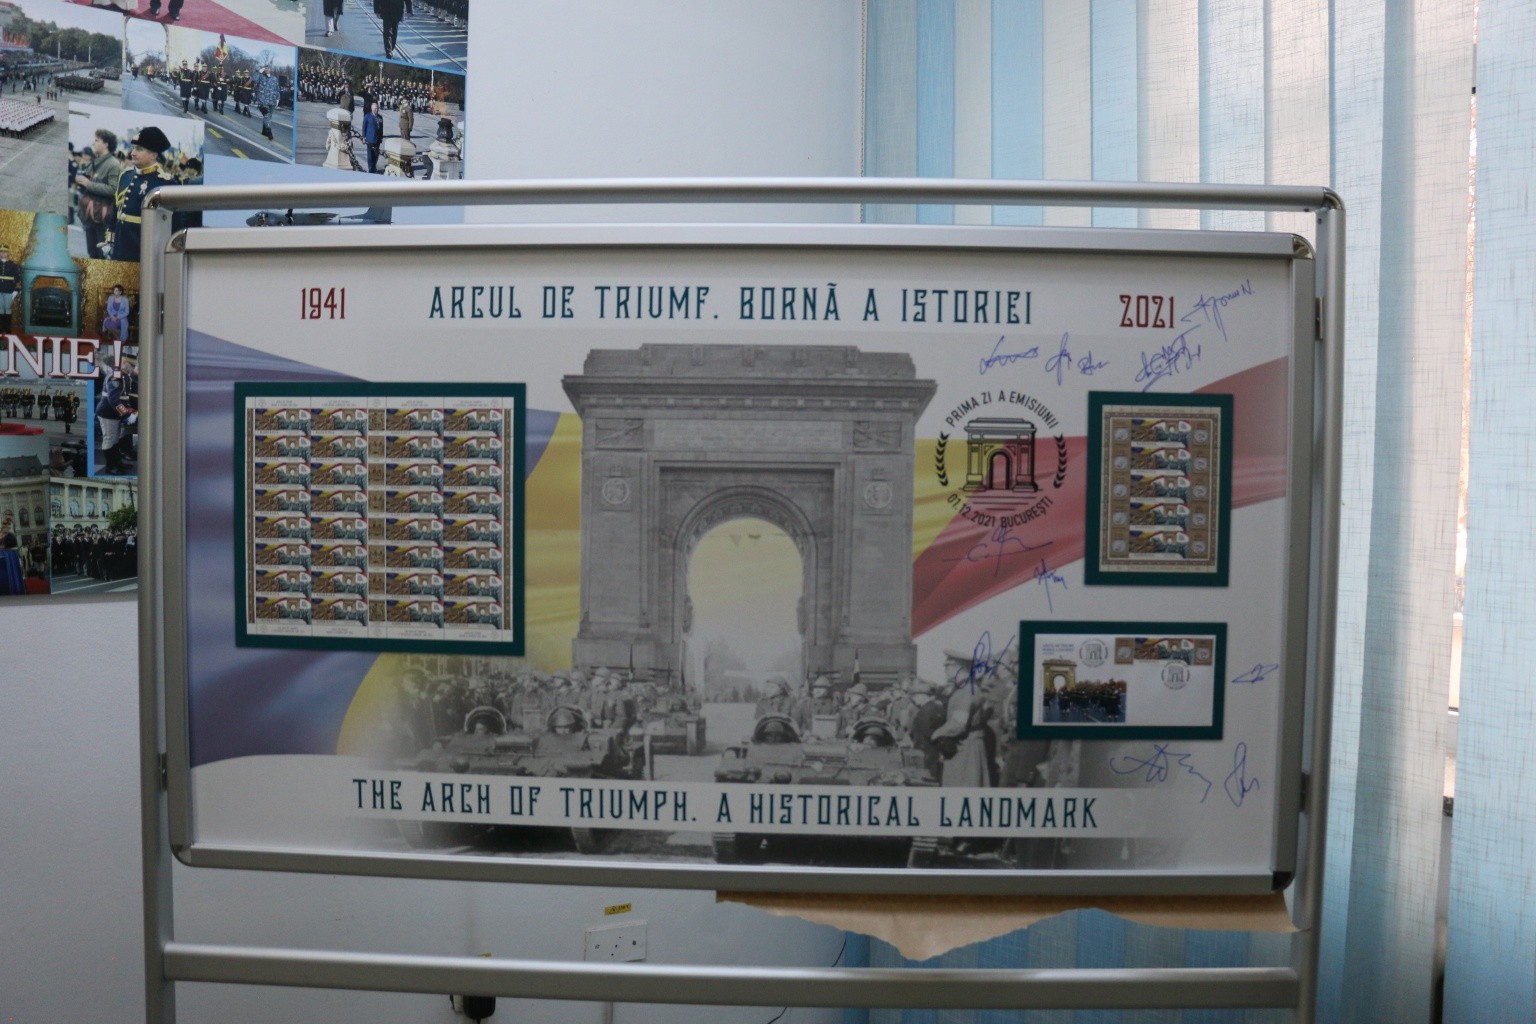 NIE!
1941 ARCUL DE TRIUMF. BORNĂ A ISTORIEI 2021
PRIMA ZI A EMISIUNII
01.12.2021 BUCUREȘTI
THE ARCH OF TRIUMPH. A HISTORICAL LANDMARK